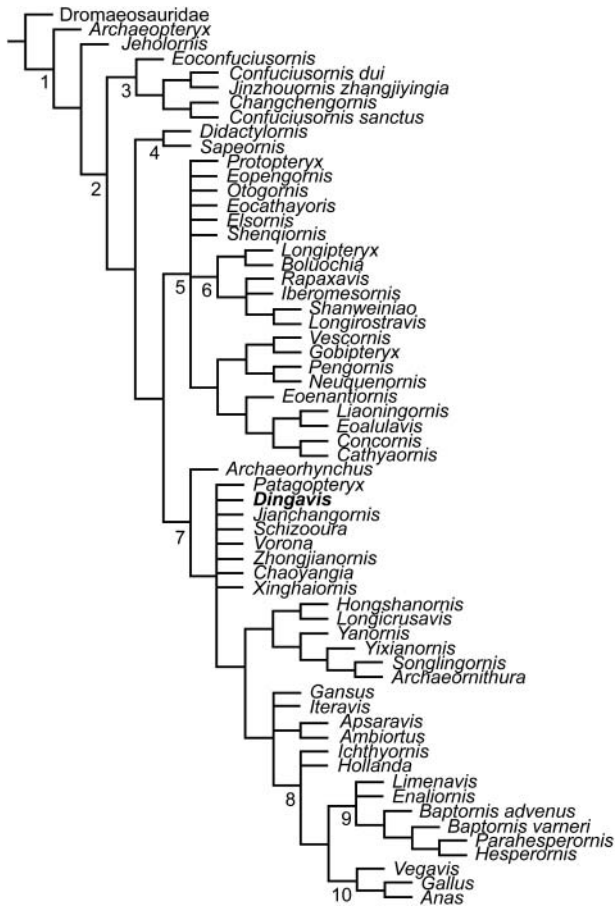 Dromaeosauridae
Archaeopteryx
1
Jeholornis
Eoconfuciusornis
3
Confuciusornis dui
Jinzhouornis zhangjiyingia
Changchengornis
Confuciusornis sanctus
Didactylornis
4
Sapeornis
2
Protopteryx
Eopengornis
Otogornis
Eocathayoris
Elsornis
Shenqiornis
Longipteryx
Boluochia
5
6
Rapaxavis
Iberomesornis
Shanweiniao
Longirostravis
Vescornis
Gobipteryx
Pengornis
Neuquenornis
Eoenantiornis
Liaoningornis
Eoalulavis
Concornis
Cathyaornis
Archaeorhynchus
Patagopteryx
Dingavis
Jianchangornis
Schizooura
7
Vorona
Zhongjianornis
Chaoyangia
Xinghaiornis
Hongshanornis
Longicrusavis
Yanornis
Yixianornis
Songlingornis
Archaeornithura
Gansus
Iteravis
Apsaravis
Ambiortus
Ichthyornis
Hollanda
8
Limenavis
Enaliornis
Baptornis advenus
9
Baptornis varneri
Parahesperornis
Hesperornis
Vegavis
Gallus
10
Anas